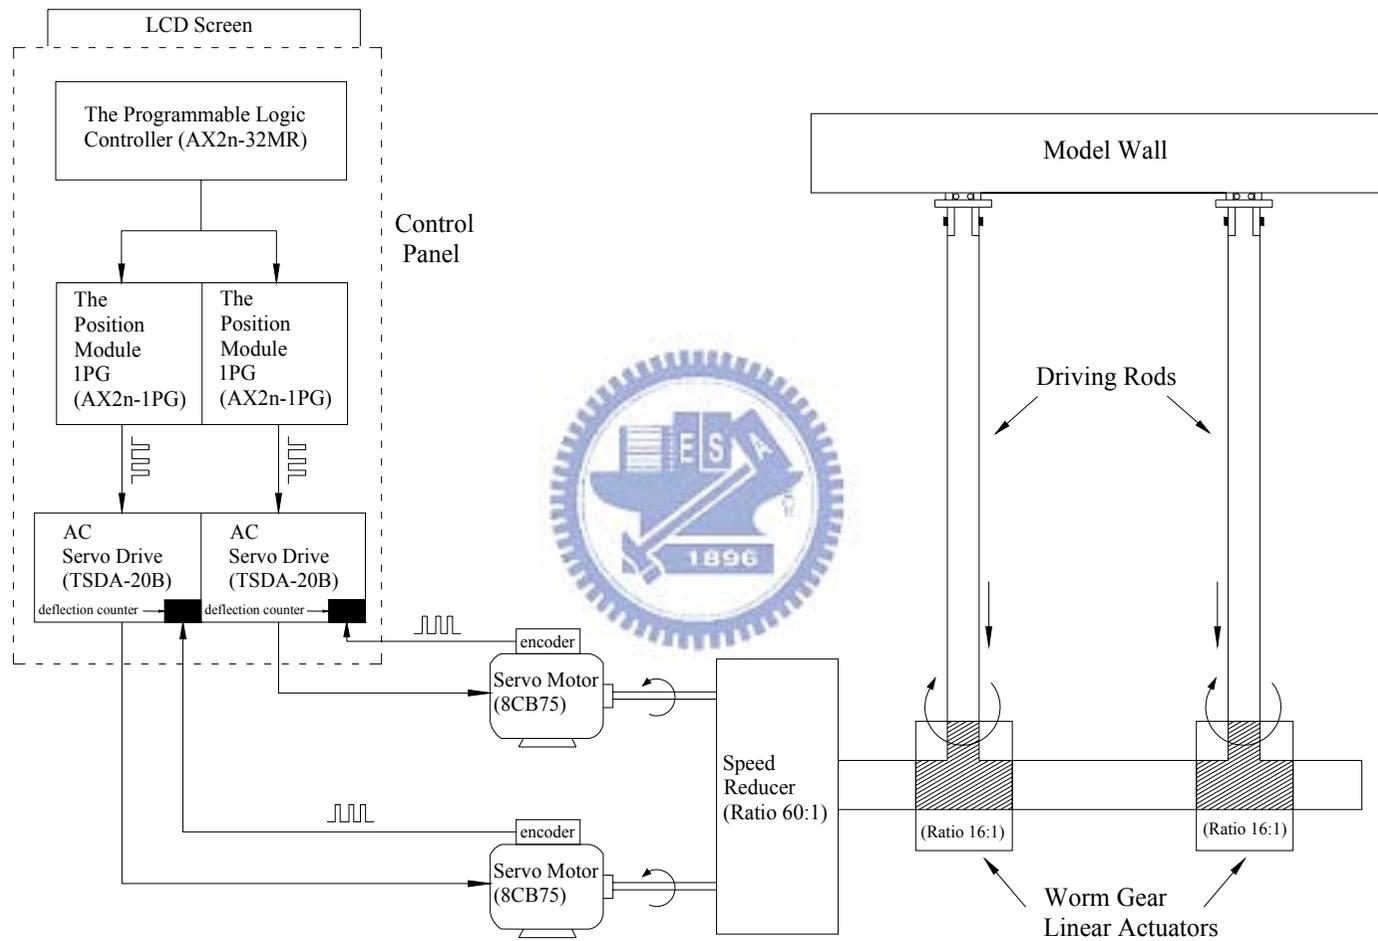 LCD Screen
The Programmable Logic
Controller (AX2n-32MR)
Control
Panel
The
Position
Module
1PG
(AX2n-1PG)
The
Position
Module
1PG
(AX2n-1PG)
AC
Servo Drive
(TSDA-20B)
deflection counter
AC
Servo Drive
(TSDA-20B)
deflection counter
encoder
Servo Motor
(8CB75)
encoder
Servo Motor
(8CB75)
Speed
Reducer
(Ratio 60:1)
Model Wall
Driving Rods
(Ratio 16:1)
(Ratio 16:1)
Worm Gear
Linear Actuators
E S A
1896